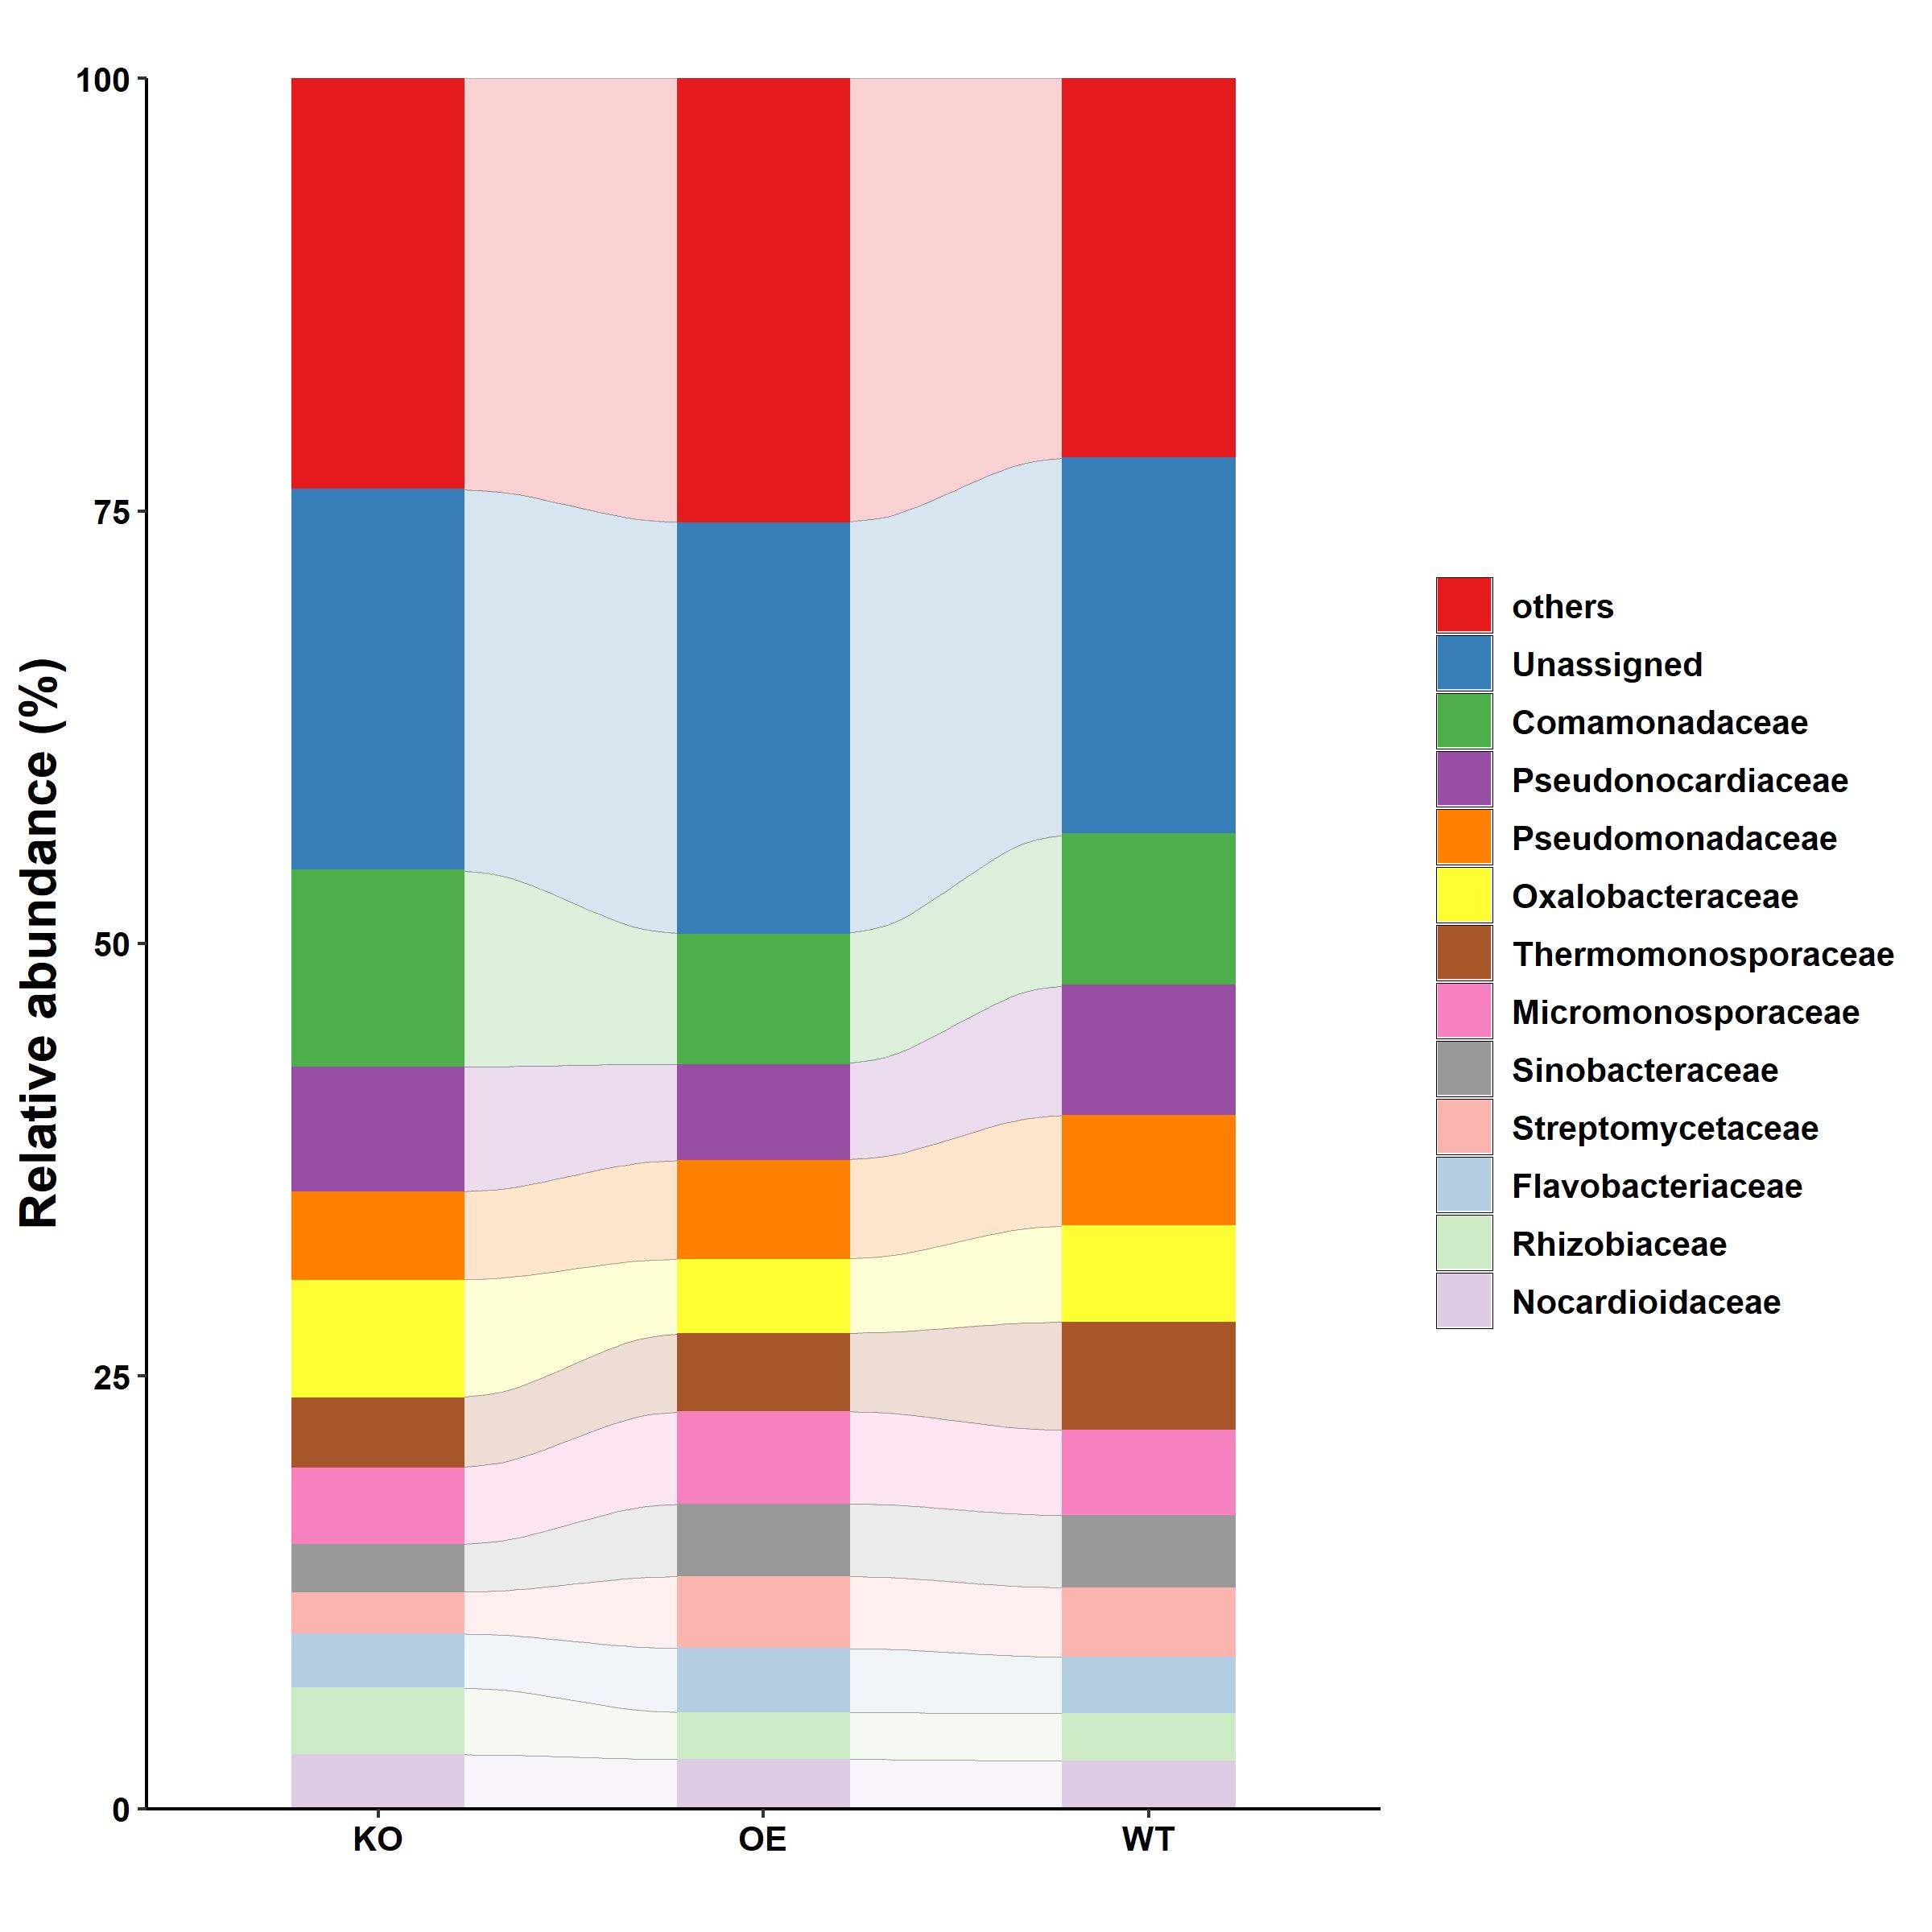 Relative abundance (%)
100
75
50
25
0
KO
OE
WT
others
Unassigned
Comamonadaceae
Pseudonocardiaceae
Pseudomonadaceae
Oxalobacteraceae
Thermomonosporaceae
Micromonosporaceae
Sinobacteraceae
Streptomycetaceae
Flavobacteriaceae
Rhizobiaceae
Nocardioidaceae